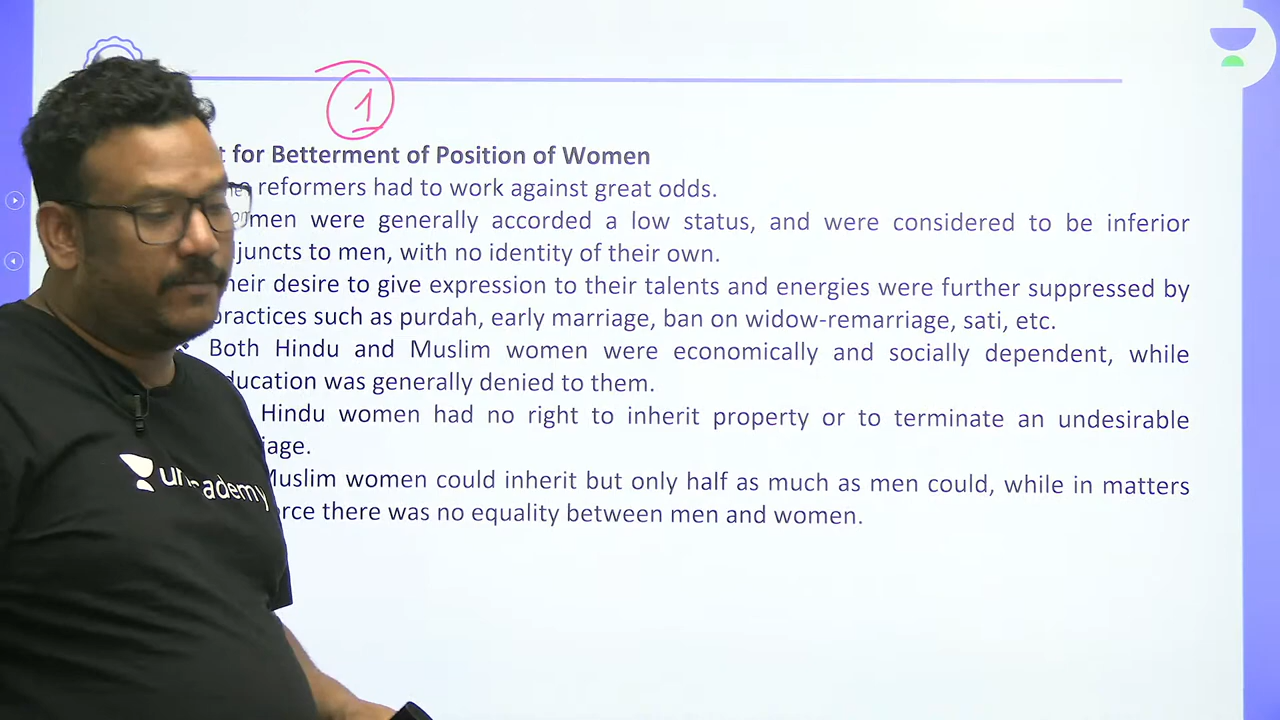 1
t for Betterment of Position of Women
reformers had to work against great odds.
men were generally accorded a low status, and were considered to be inferior
juncts to men, with no identity of their own.
heir desire to give expression to their talents and energies were further suppressed by
practices such as purdah, early marriage, ban on widow-remarriage, sati, etc.
Both Hindu and Muslim women were economically and socially dependent, while
ducation was generally denied to them.
Hindu women had no right to inherit property or to terminate an undesirable
iage.
Muslim women could inherit but only half as much as men could, while in matters
rce there was no equality between men and women.
unacademy